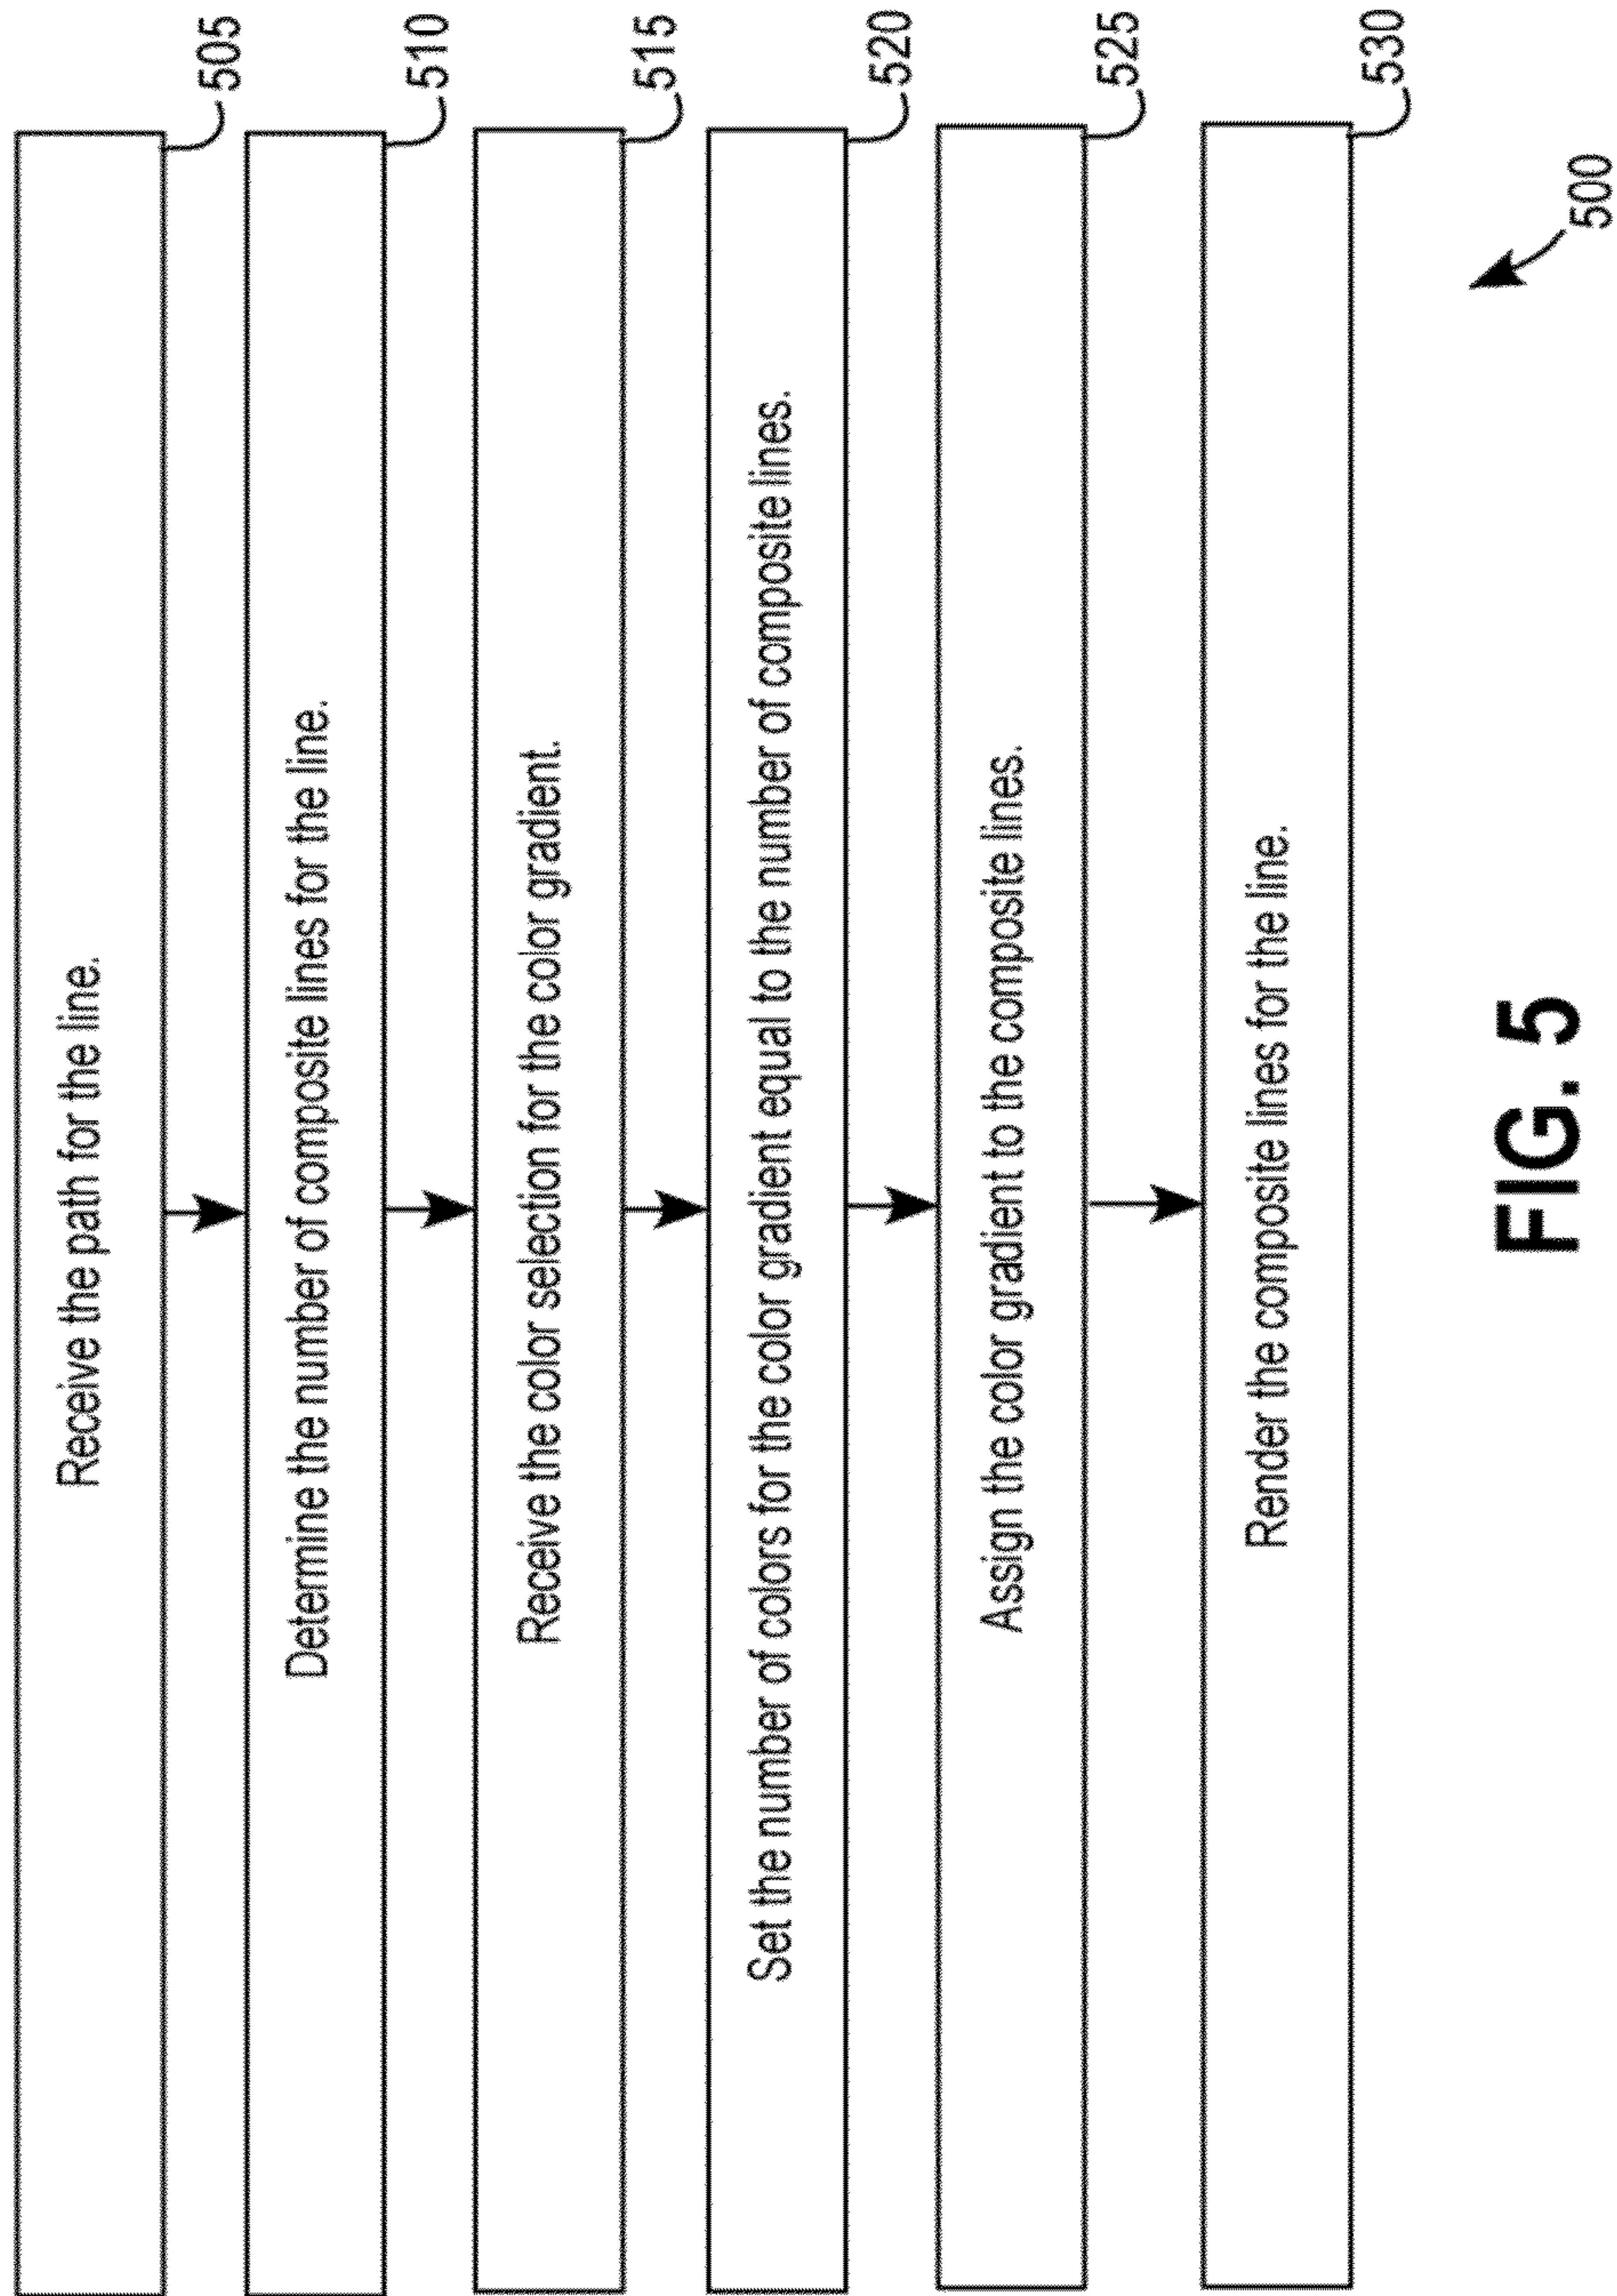 Receive the path for the line.
505
Determine the number of composite lines for the line.
510
Receive the color selection for the color gradient.
515
Set the number of colors for the color gradient equal to the number of composite lines.
520
Assign the color gradient to the composite lines.
525
Render the composite lines for the line.
530
500
FIG. 5